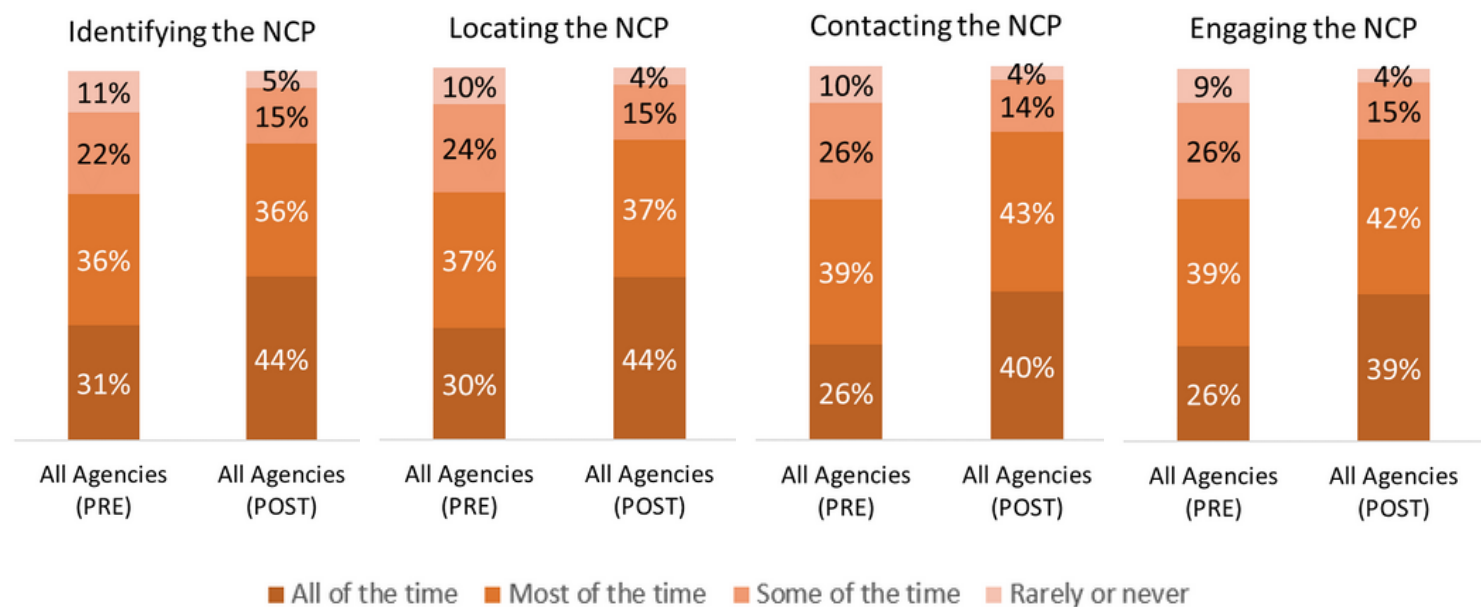 Identifying the NCP
11%
22%
36%
31%
5%
15%
36%
44%
All Agencies
(PRE)
All Agencies
(POST)
Locating the NCP
10%
24%
37%
30%
4%
15%
37%
44%
All Agencies
(PRE)
All Agencies
(POST)
Contacting the NCP
10%
26%
39%
26%
4%
14%
43%
40%
All Agencies
(PRE)
All Agencies
(POST)
Engaging the NCP
9%
26%
39%
26%
4%
15%
42%
39%
All Agencies
(PRE)
All Agencies
(POST)
All of the time
Most of the time
Some of the time
Rarely or never